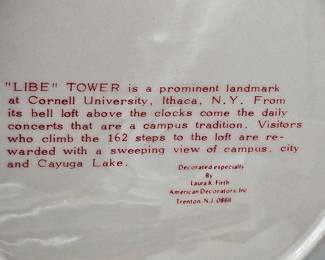 "LIBE" TOWER is a prominent landmark
at Cornell University, Ithaca, N.Y. From
its bell loft above the clocks come the daily
concerts that are a campus tradition. Visitors
who climb the 162 steps to the loft are re-
warded with a sweeping view of campus, city
and Cayuga Lake.
Decorated especially
By
Laura K. Firth
American Decorators, Inc
Trenton, N.J.